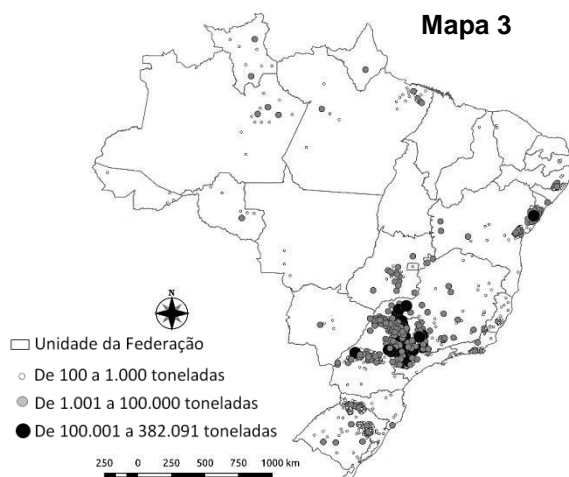 Mapa 3
N
Unidade da Federação
De 100 a 1.000 toneladas
De 1.001 a 100.000 toneladas
De 100.001 a 382.091 toneladas
250 0 250 500 750 1000 km